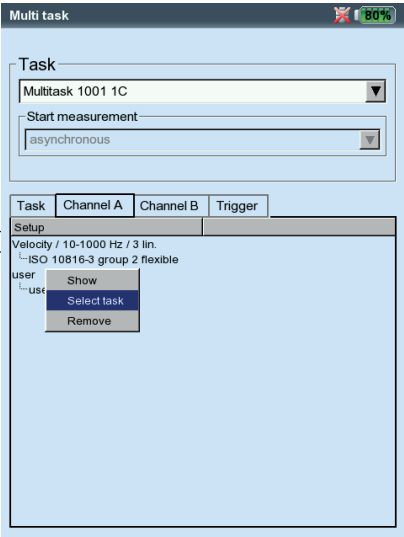 Multi task 80%
Task
Multitask 1001 1C
Start measurement
asynchronous
Task Channel A Channel B Trigger
Setup
Velocity / 10-1000 Hz / 3 lin.
ISO 10816-3 group 2 flexible
user
Show
Select task
Remove